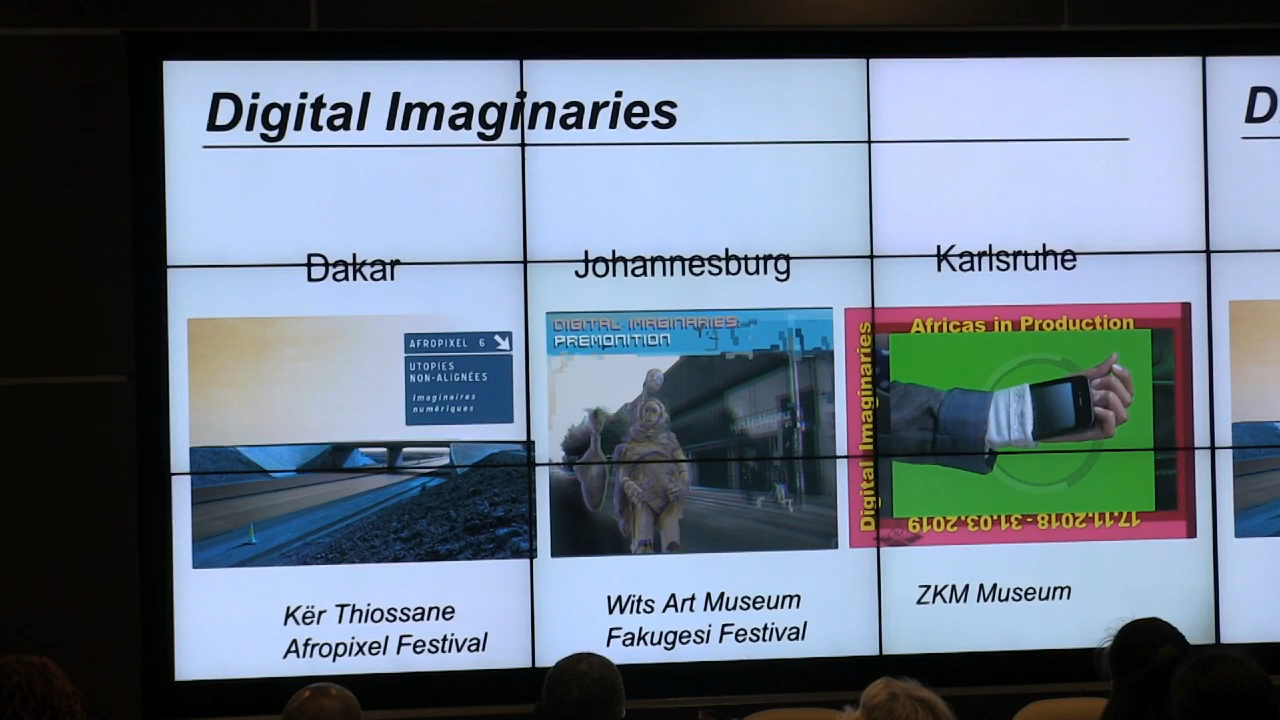 Digital Imaginaries
D
Dakar
Johannesburg
Karlsruhe
AFROPIXEL 6
UTOPIES
NON-ALIGNÉES
Imaginaires
numériques
DIGITAL IMAGINARIES:
PREMONITION
Africas in Production
Digital Imaginaries
17.11.2018 - 31.03.2019
Kër Thiossane
Afropixel Festival
Wits Art Museum
Fakugesi Festival
ZKM Museum